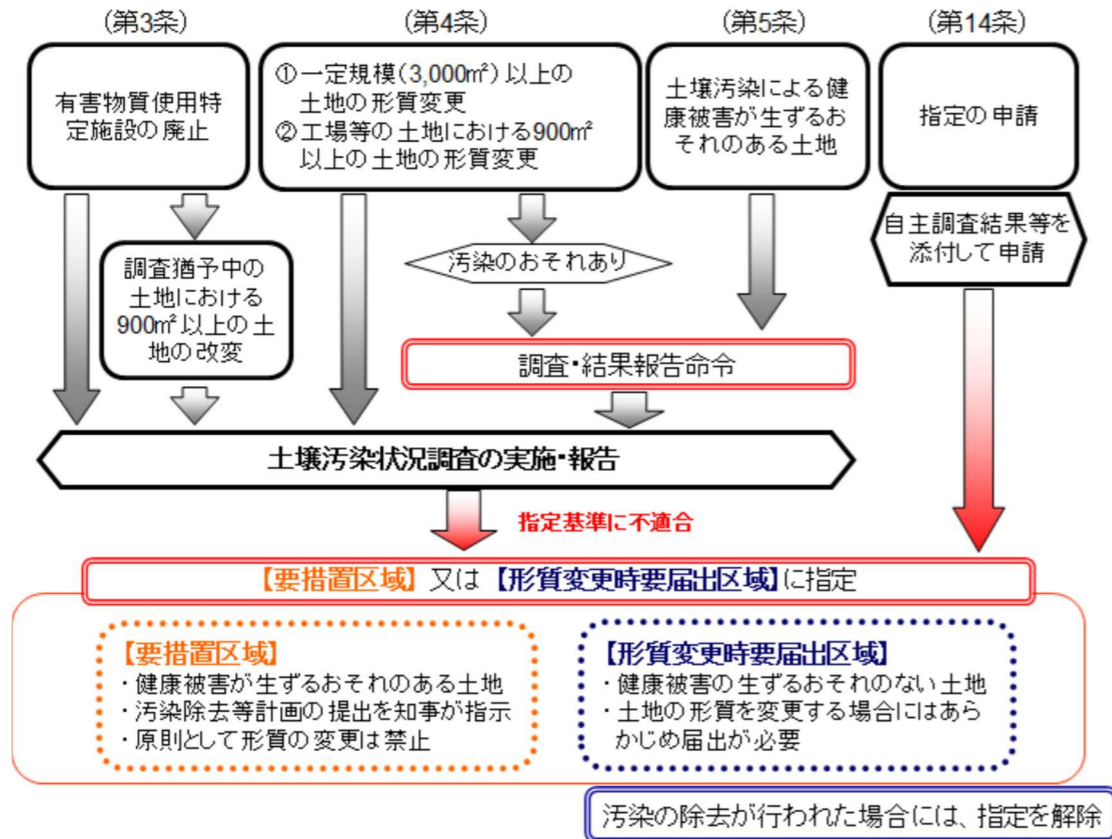 (第3条)
(第4条)
(第5条)
(第14条)
有害物質使用特
定施設の廃止
①一定規模(3,000㎡)以上の
土地の形質変更
②工場等の土地における900㎡
以上の土地の形質変更
土壌汚染による健
康被害が生ずるお
それのある土地
指定の申請
調査猶予中の
土地における
900㎡以上の土
地の改変
汚染のおそれあり
自主調査結果等を
添付して申請
調査・結果報告命令
土壌汚染状況調査の実施・報告
指定基準に不適合
【要措置区域】又は【形質変更時要届出区域】に指定
【要措置区域】
・健康被害が生ずるおそれのある土地
・汚染除去等計画の提出を知事が指示
・原則として形質の変更は禁止
【形質変更時要届出区域】
・健康被害の生ずるおそれのない土地
・土地の形質を変更する場合にはあら
かじめ届出が必要
汚染の除去が行われた場合には、指定を解除